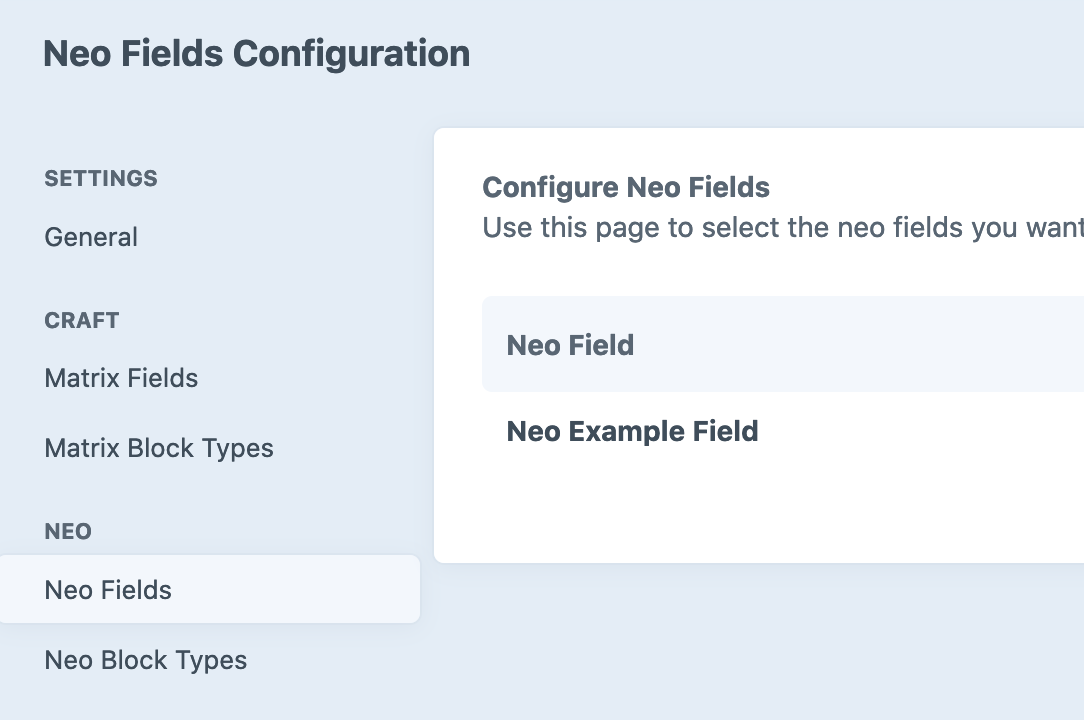 Neo Fields Configuration
SETTINGS
General
CRAFT
Matrix Fields
Matrix Block Types
NEO
Neo Fields
Neo Block Types
Configure Neo Fields
Use this page to select the neo fields you want
Neo Field
Neo Example Field